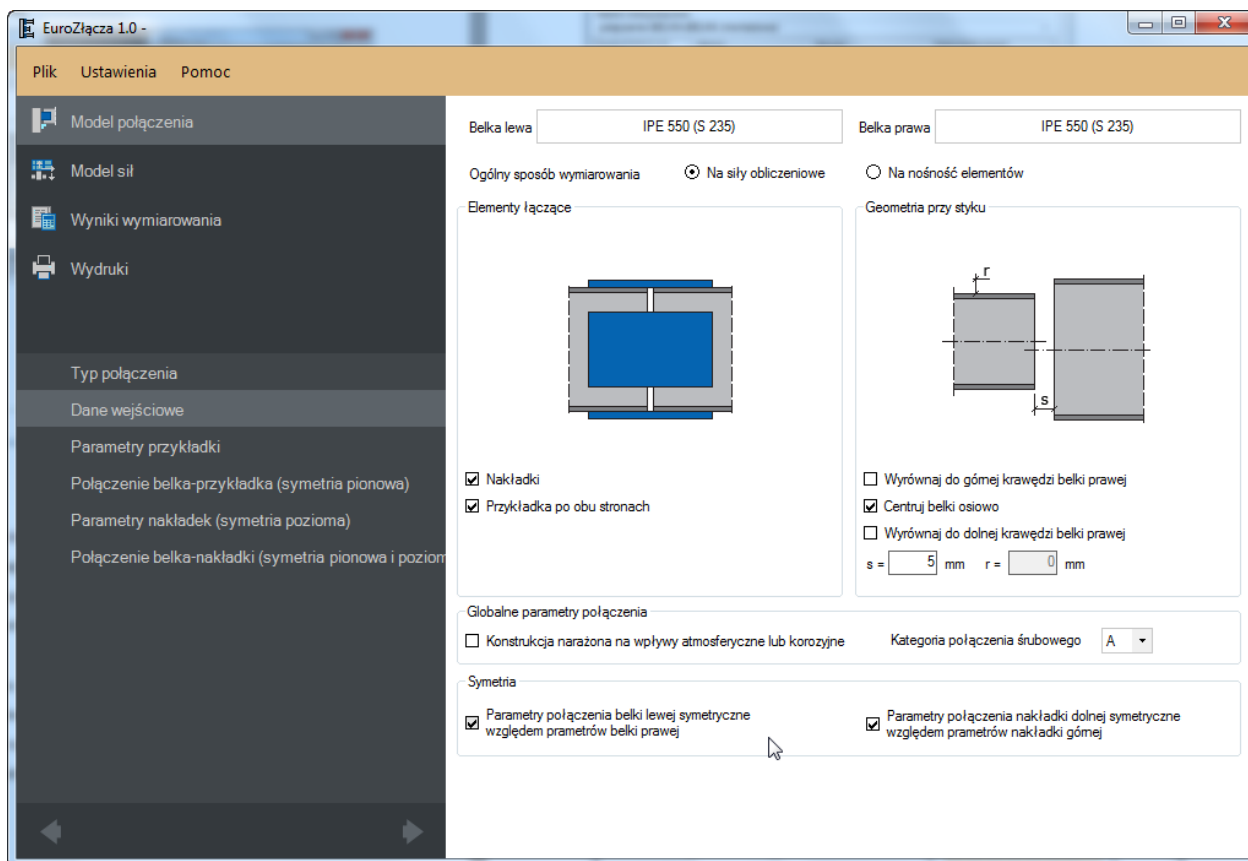 EuroZłącza 1.0 -
Plik Ustawienia Pomoc
Model połączenia
Model sił
Wyniki wymiarowania
Wydruki
Typ połączenia
Dane wejściowe
Parametry przykładki
Połączenie belka-przykładka (symetria pionowa)
Parametry nakładek (symetria pozioma)
Połączenie belka-nakładki (symetria pionowa i poziom
Belka lewa IPE 550 (S 235) Belka prawa IPE 550 (S 235)
Ogólny sposób wymiarowania Na siły obliczeniowe Na nośność elementów
Elementy łączące
Nakładki
Przykładka po obu stronach
Geometria przy styku
r
s
Wyrównaj do górnej krawędzi belki prawej
Centruj belki osiowo
Wyrównaj do dolnej krawędzi belki prawej
s = 5 mm r = 0 mm
Globalne parametry połączenia
Konstrukcja narażona na wpływy atmosferyczne lub korozyjne Kategoria połączenia śrubowego A
Symetria
Parametry połączenia belki lewej symetryczne
względem prametrów belki prawej
Parametry połączenia nakładki dolnej symetryczne
względem prametrów nakładki górnej